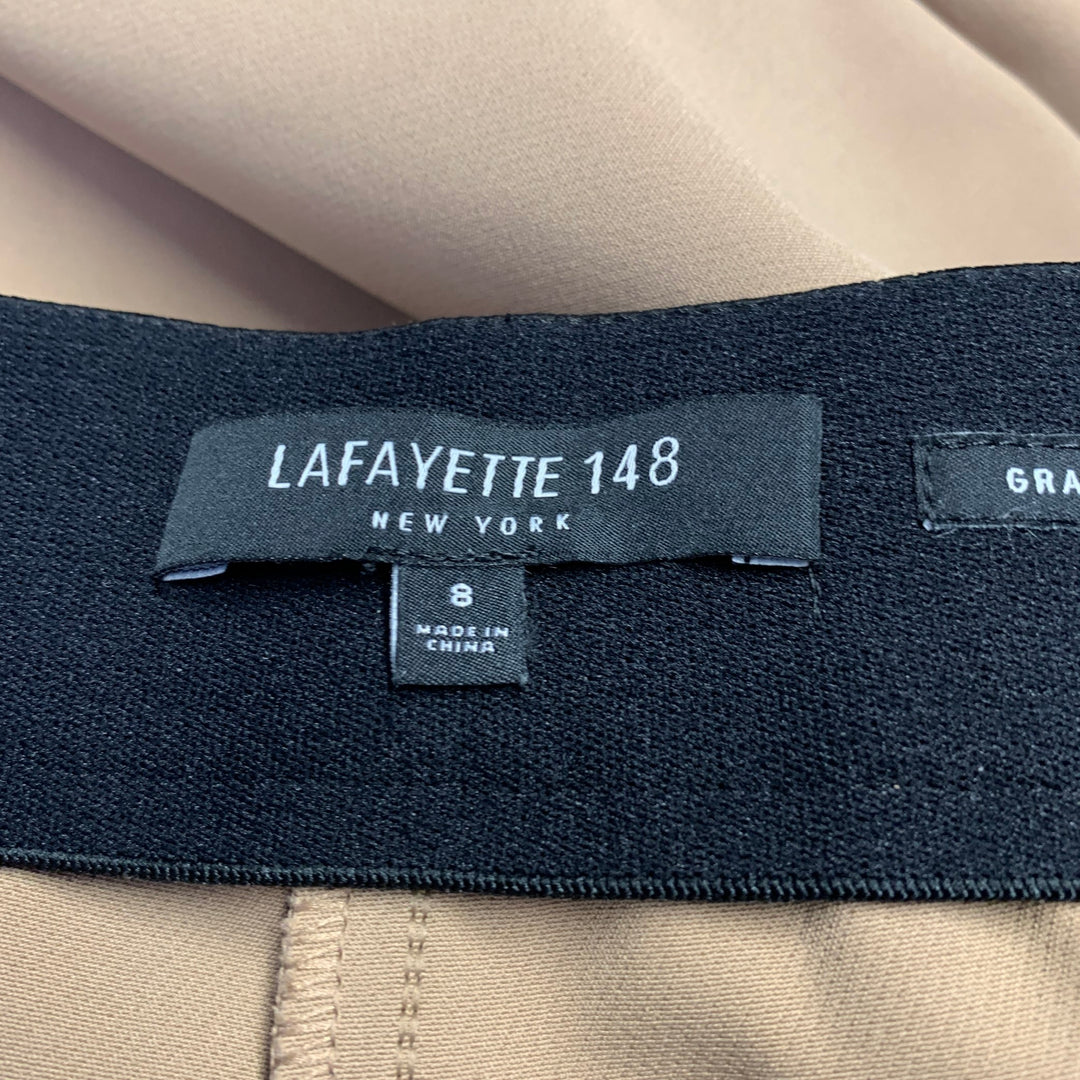 LAFAYETTE 148
NEW YORK
8
MADE IN
CHINA
GRA